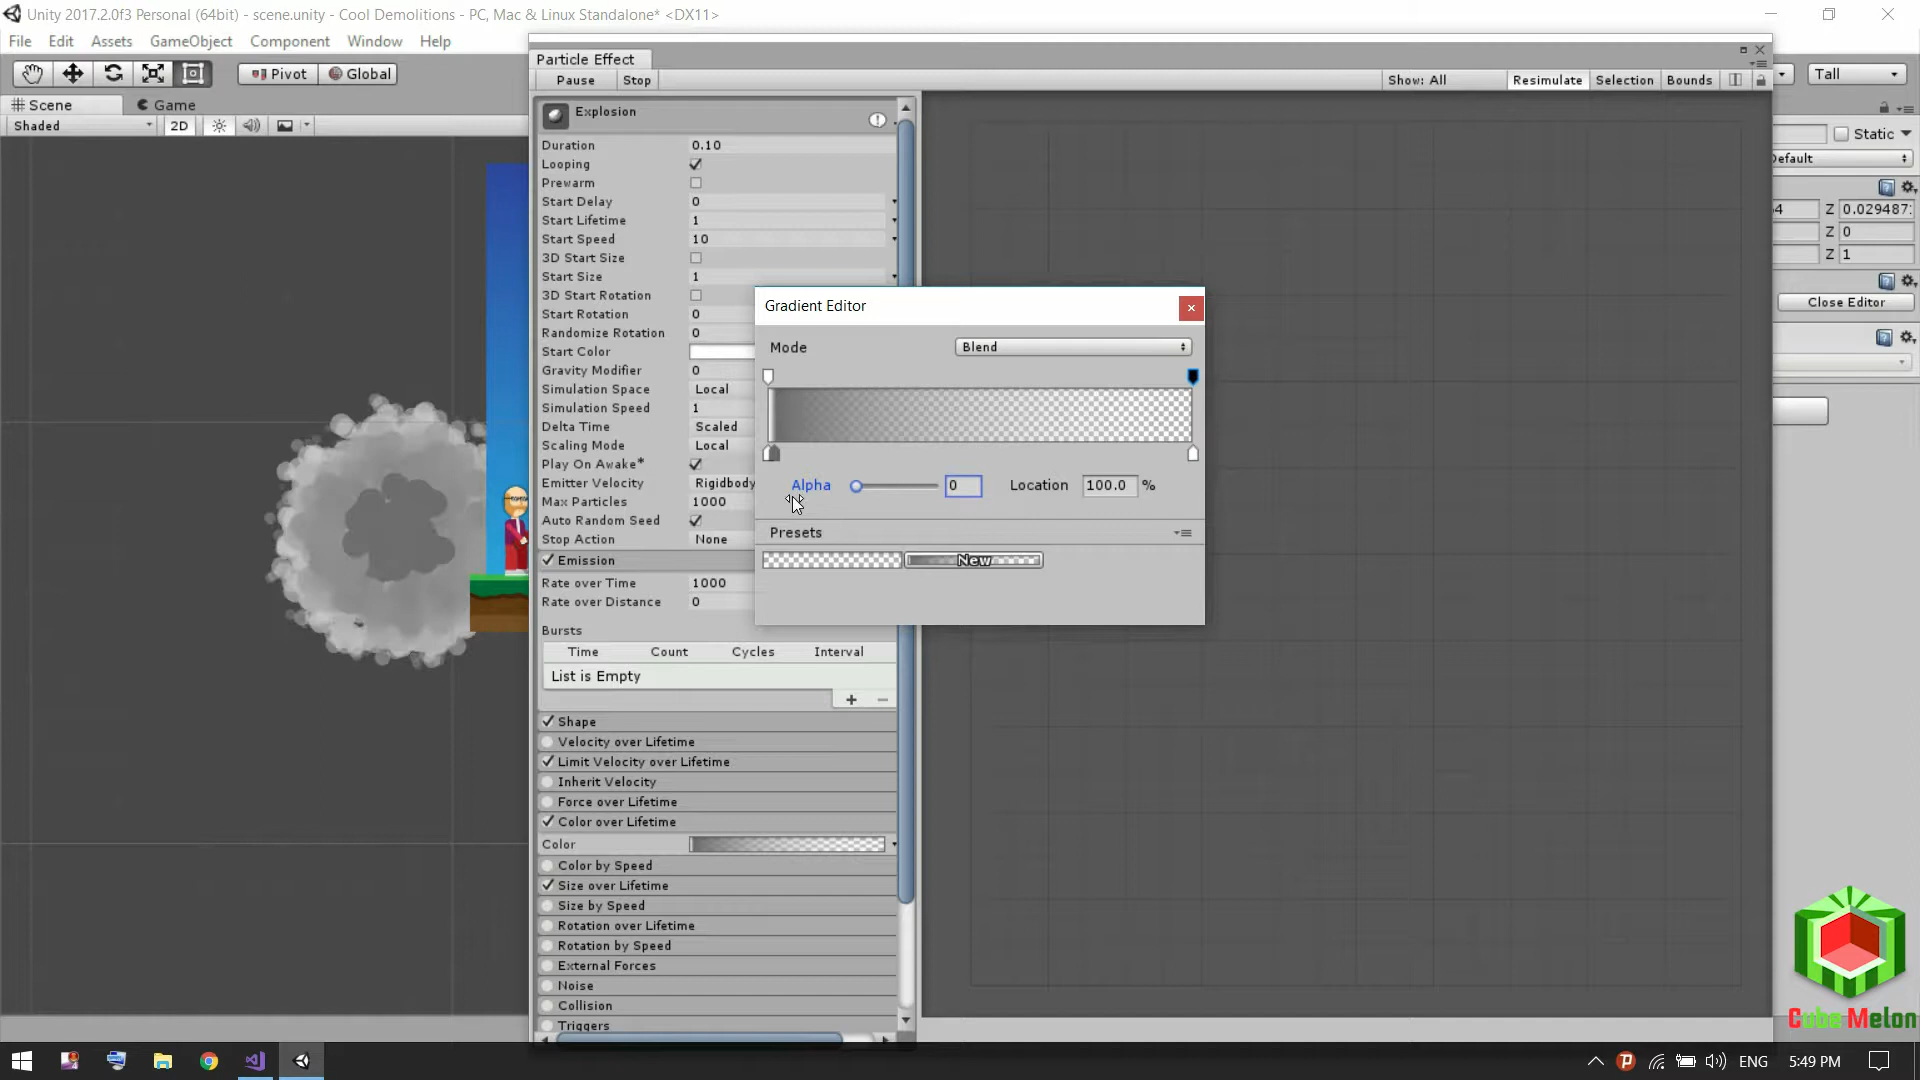 Unity 2017.2.0f3 Personal (64bit) - scene.unity - Cool Demolitions - PC, Mac & Linux Standalone* <DX11>
File Edit Assets GameObject Component Window Help
Pivot Global
Tall
Scene Game
Shaded 2D
Particle Effect
Pause Stop Show: All Resimulate Selection Bounds
Static
Default
Z 0.029487
Z 0
Z 1
Close Editor
Explosion
Duration 0.10
Looping
Prewarm
Start Delay 0
Start Lifetime 1
Start Speed 10
3D Start Size
Start Size 1
3D Start Rotation
Start Rotation 0
Randomize Rotation 0
Start Color
Gravity Modifier 0
Simulation Space Local
Simulation Speed 1
Delta Time Scaled
Scaling Mode Local
Play On Awake*
Emitter Velocity Rigidbody
Max Particles 1000
Auto Random Seed
Stop Action None
Emission
Rate over Time 1000
Rate over Distance 0
Bursts
Time Count Cycles Interval
List is Empty
+ −
Shape
Velocity over Lifetime
Limit Velocity over Lifetime
Inherit Velocity
Force over Lifetime
Color over Lifetime
Color
Color by Speed
Size over Lifetime
Size by Speed
Rotation over Lifetime
Rotation by Speed
External Forces
Noise
Collision
Triggers
Gradient Editor
Mode Blend
Alpha 0 Location 100.0 %
Presets
New
Cube Melon
ENG 5:49 PM